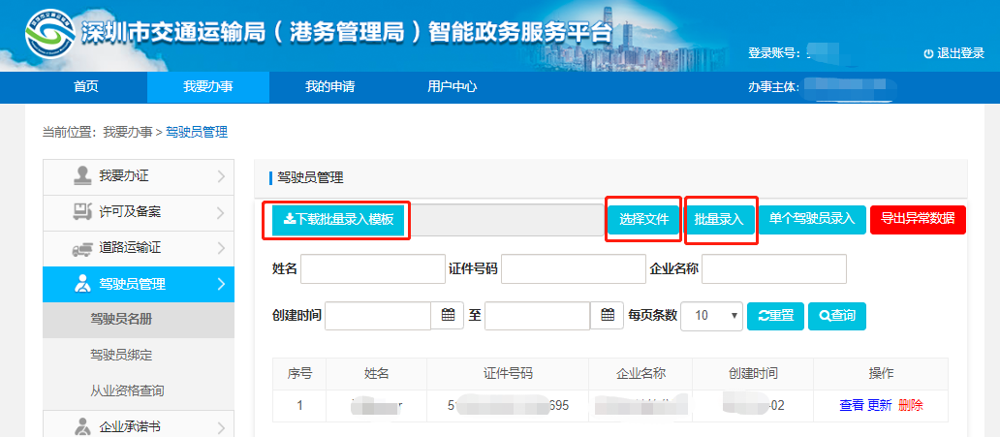 深圳市交通运输局（港务管理局）智能政务服务平台
登录账号： 退出登录
首页 我要办事 我的申请 用户中心 办事主体：
当前位置：我要办事 > 驾驶员管理
我要办证
许可及备案
道路运输证
驾驶员管理
驾驶员名册
驾驶员绑定
从业资格查询
企业承诺书
驾驶员管理
下载批量录入模板 选择文件 批量录入 单个驾驶员录入 导出异常数据
姓名 证件号码 企业名称
创建时间 至 每页条数 10 重置 查询
序号 姓名 证件号码 企业名称 创建时间 操作
1 5 695 -02 查看 更新 删除